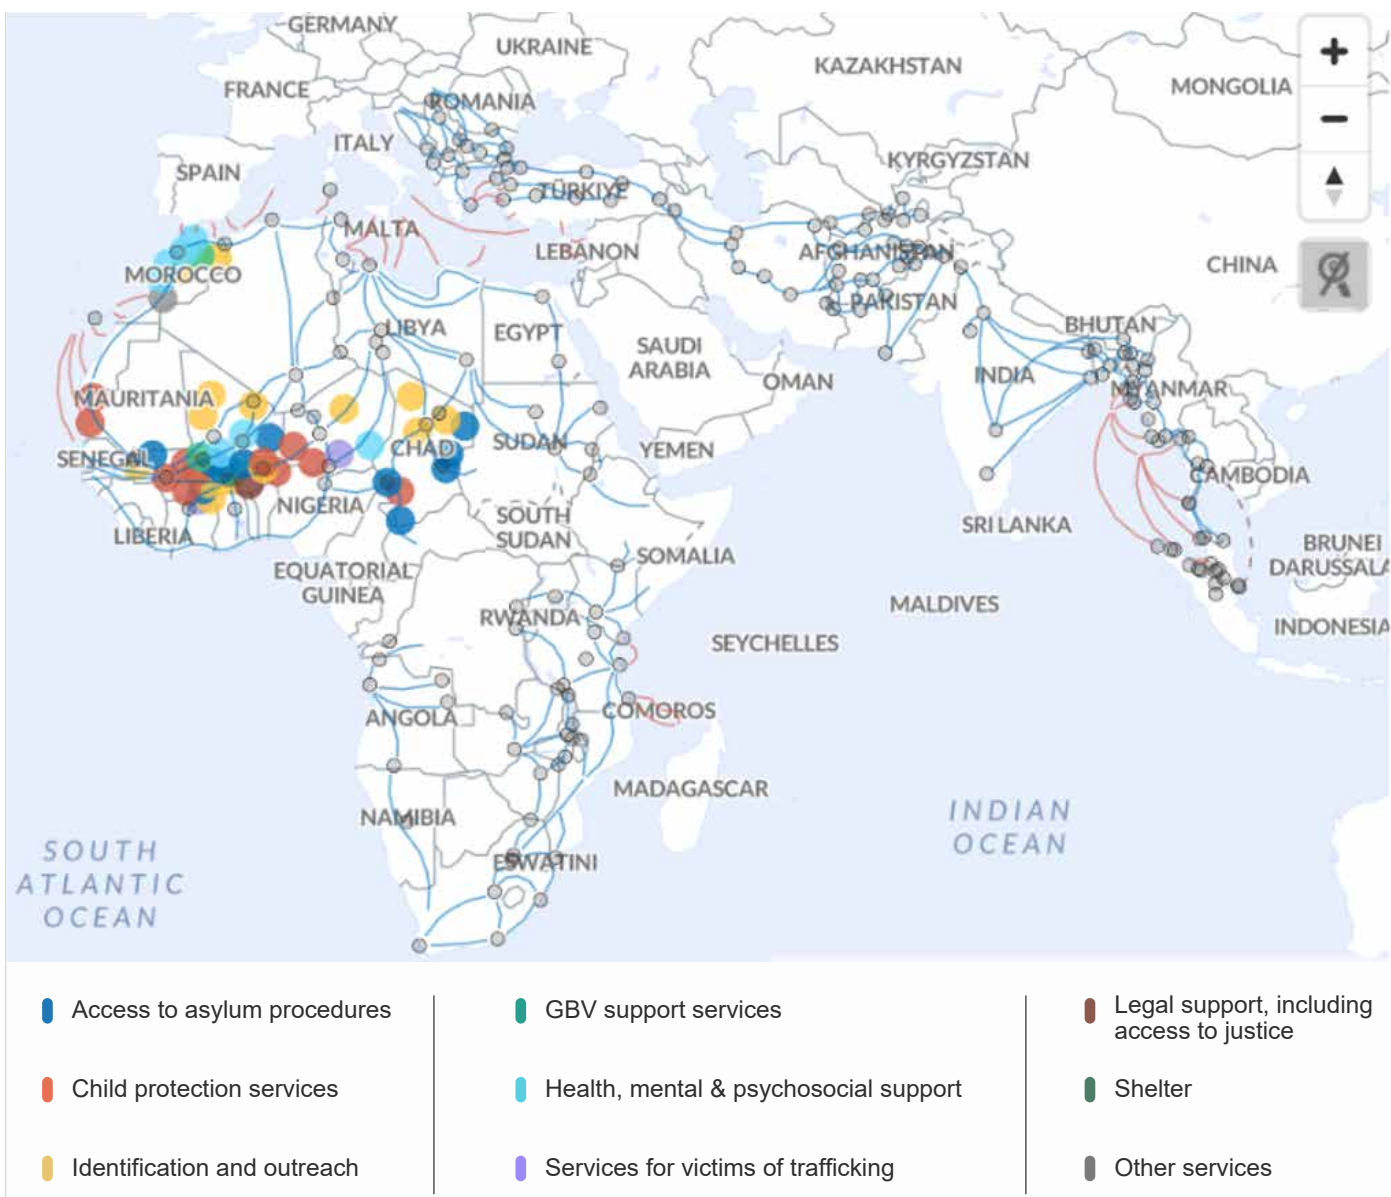 GERMANY
UKRAINE
KAZAKHSTAN
MONGOLIA
FRANCE
ROMANIA
ITALY
KYRGYZSTAN
SPAIN
TÜRKIYE
MALTA
LEBANON
AFGHANISTAN
CHINA
MOROCCO
PAKISTAN
LIBYA
EGYPT
BHUTAN
SAUDI
ARABIA
OMAN
INDIA
MYANMAR
MAURITANIA
CHAD
SUDAN
YEMEN
SENEGAL
CAMBODIA
NIGERIA
SOUTH
SUDAN
SRI LANKA
LIBERIA
SOMALIA
BRUNEI
DARUSSALA
EQUATORIAL
GUINEA
MALDIVES
RWANDA
INDONESIA
SEYCHELLES
ANGOLA
COMOROS
MADAGASCAR
NAMIBIA
INDIAN
OCEAN
SOUTH
ATLANTIC
OCEAN
ESWATINI
+
−
Access to asylum procedures
Child protection services
Identification and outreach
GBV support services
Health, mental & psychosocial support
Services for victims of trafficking
Legal support, including
access to justice
Shelter
Other services